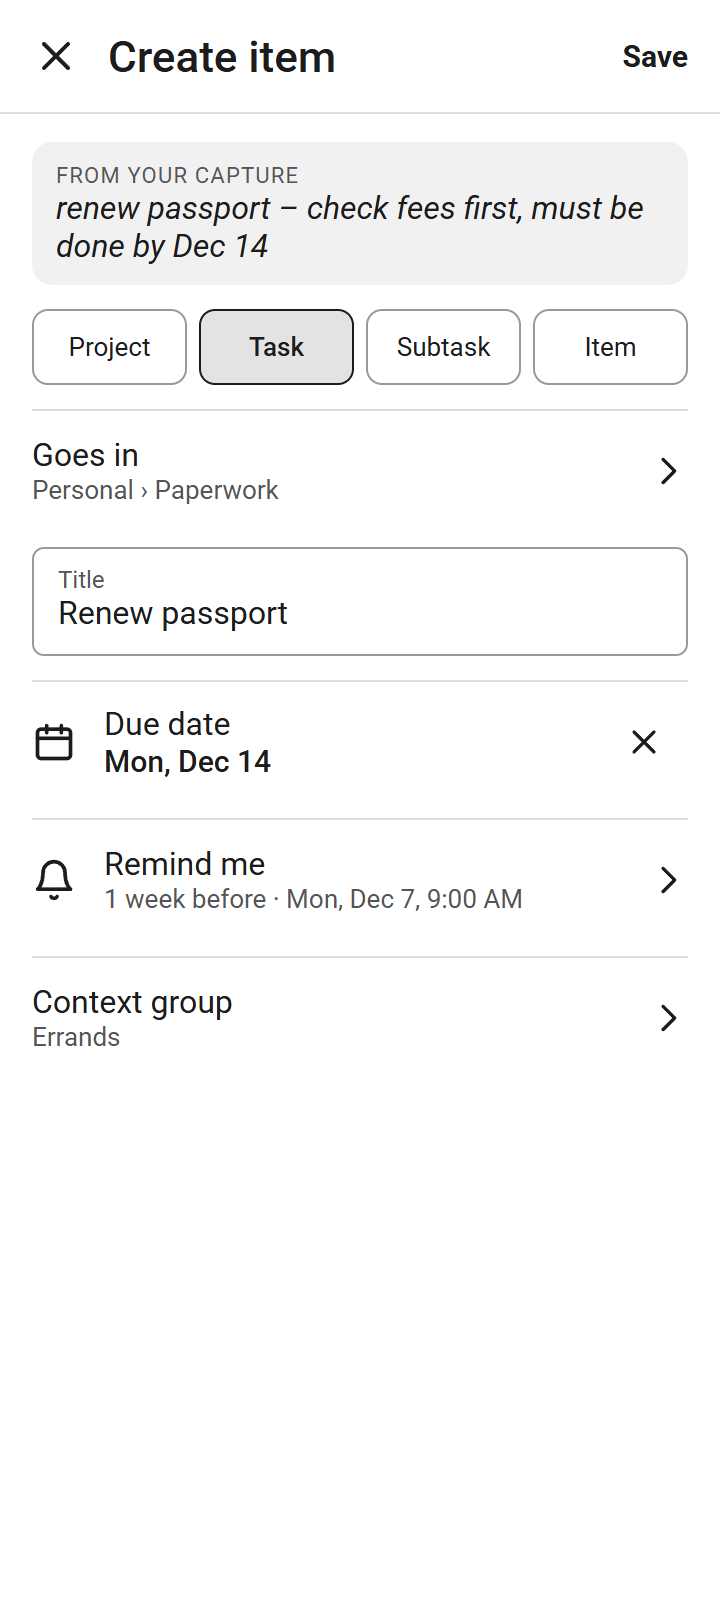 Create item
Save
FROM YOUR CAPTURE
renew passport – check fees first, must be
done by Dec 14
Project
Task
Subtask
Item
Goes in
Personal › Paperwork
Title
Renew passport
Due date
Mon, Dec 14
Remind me
1 week before · Mon, Dec 7, 9:00 AM
Context group
Errands